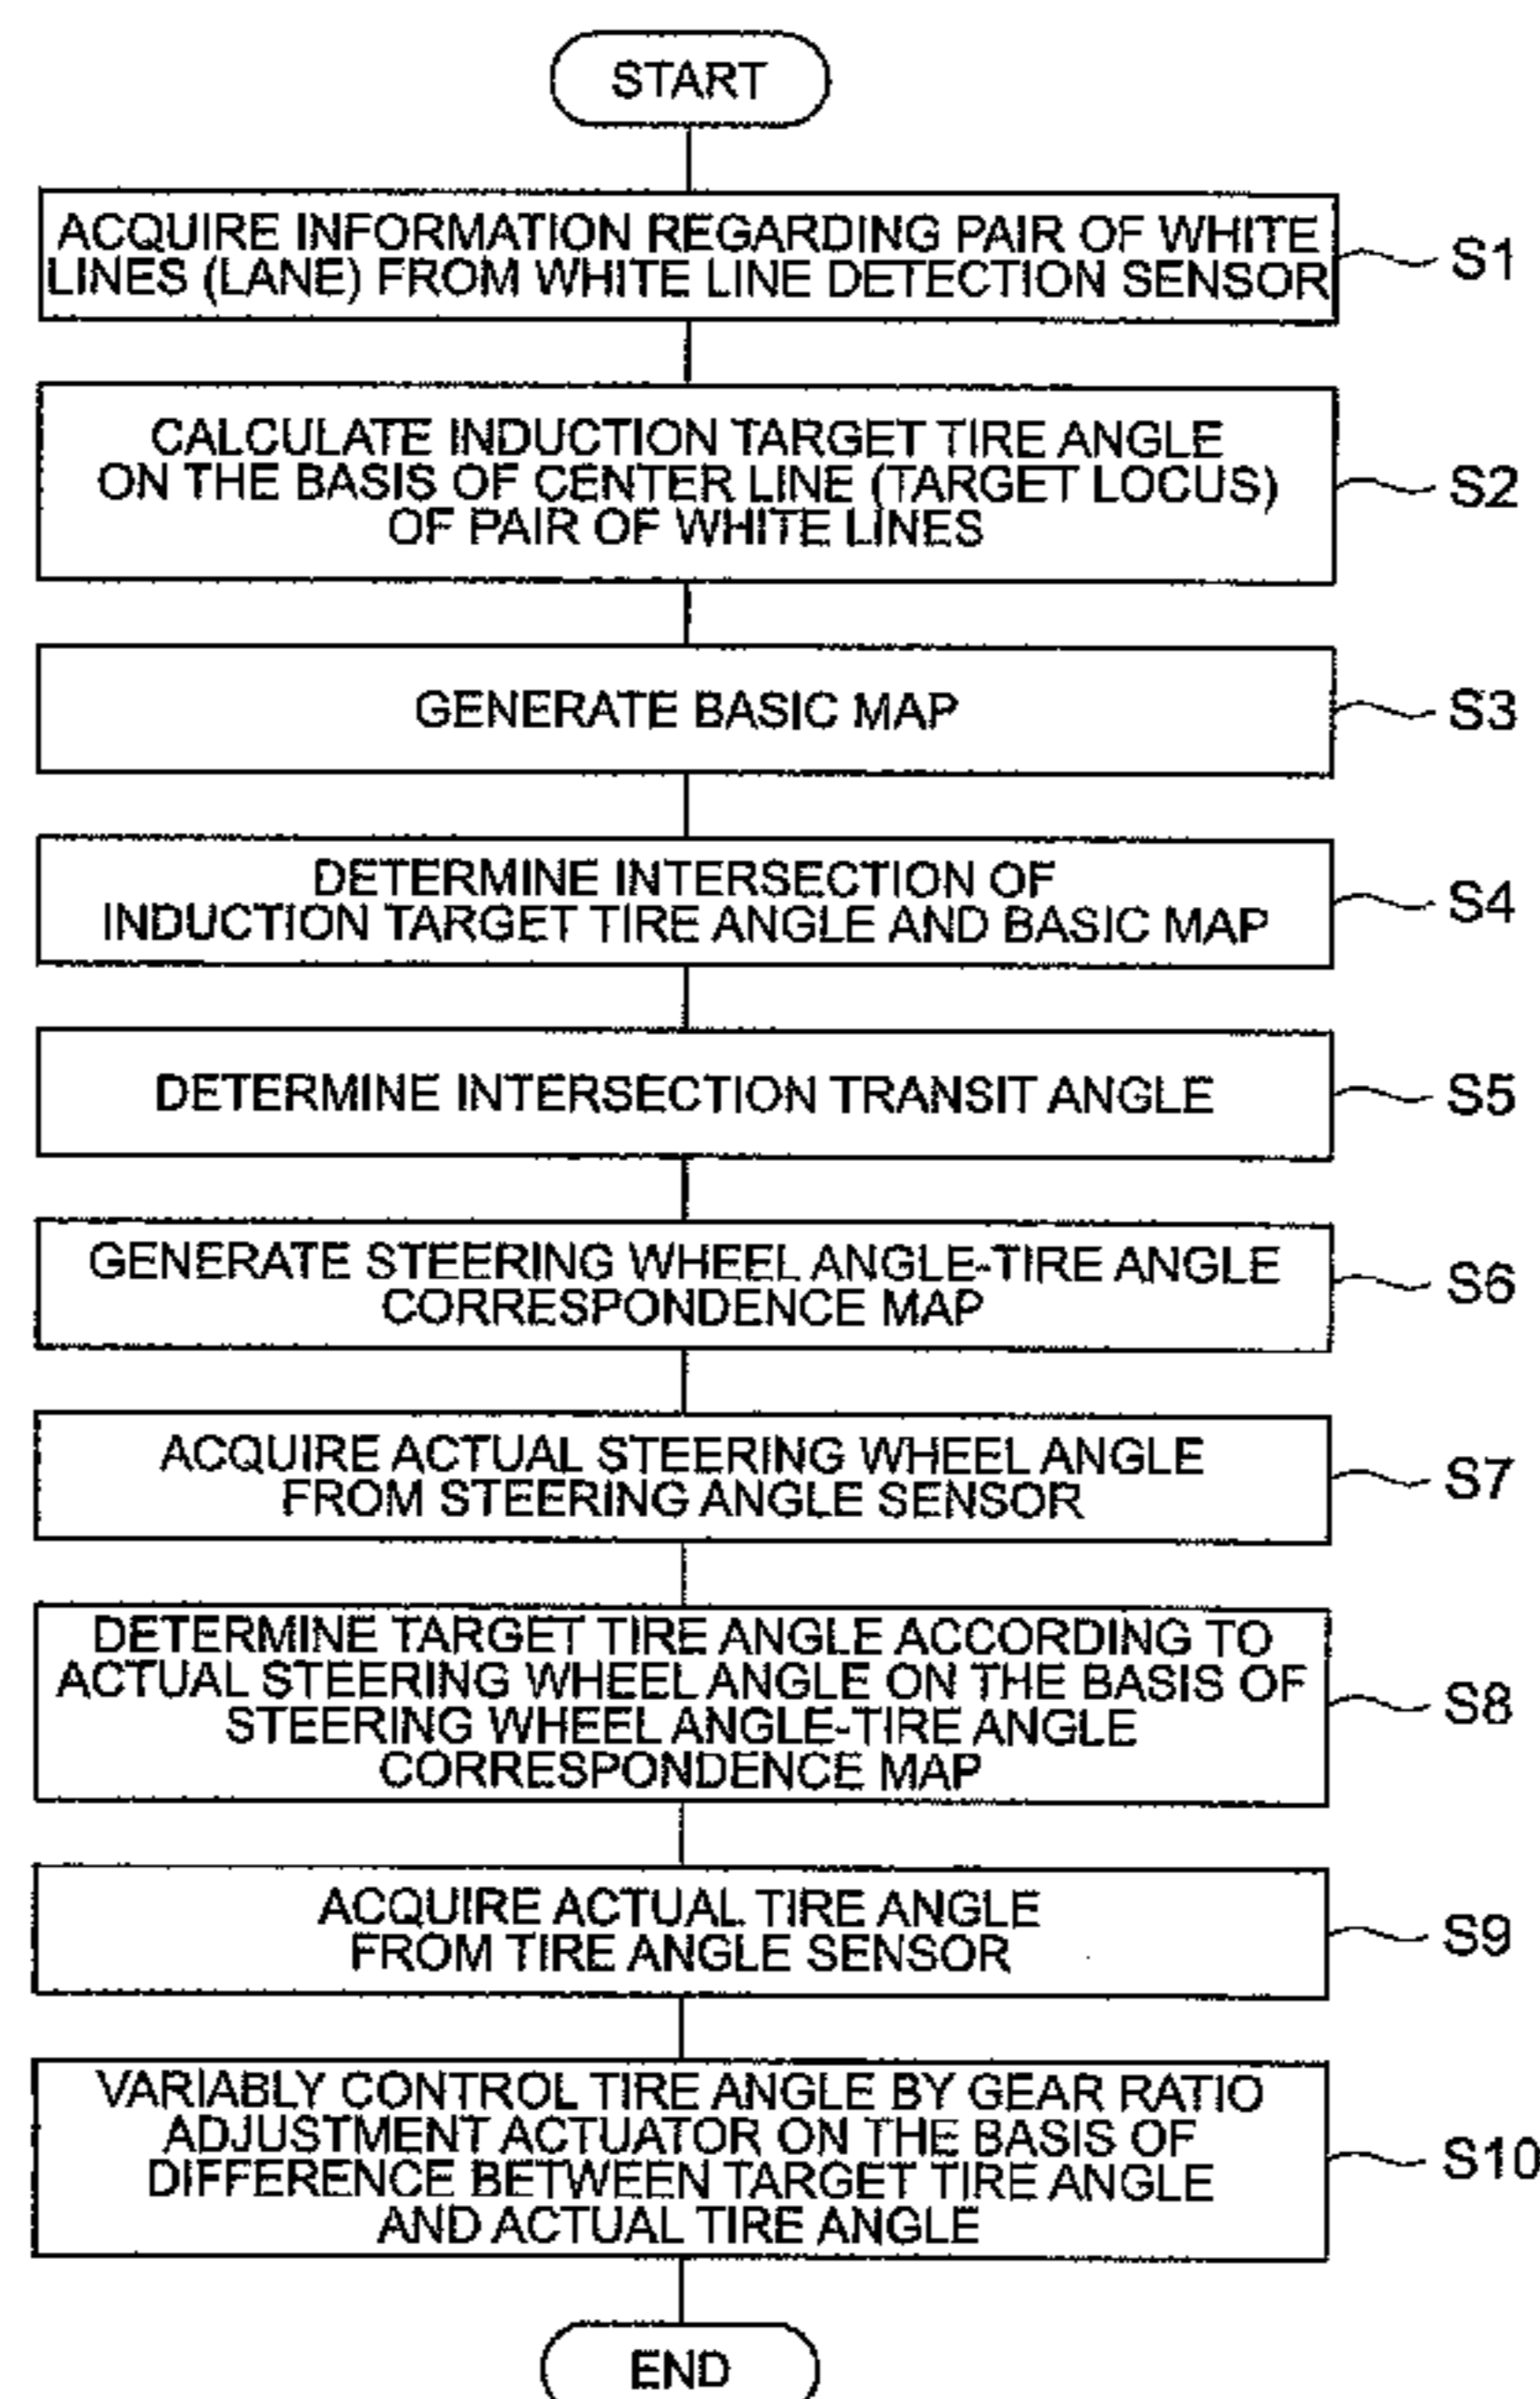 START
ACQUIRE INFORMATION REGARDING PAIR OF WHITE
LINES (LANE) FROM WHITE LINE DETECTION SENSOR
S1
CALCULATE INDUCTION TARGET TIRE ANGLE
ON THE BASIS OF CENTER LINE (TARGET LOCUS)
OF PAIR OF WHITE LINES
S2
GENERATE BASIC MAP
S3
DETERMINE INTERSECTION OF
INDUCTION TARGET TIRE ANGLE AND BASIC MAP
S4
DETERMINE INTERSECTION TRANSIT ANGLE
S5
GENERATE STEERING WHEEL ANGLE-TIRE ANGLE
CORRESPONDENCE MAP
S6
ACQUIRE ACTUAL STEERING WHEEL ANGLE
FROM STEERING ANGLE SENSOR
S7
DETERMINE TARGET TIRE ANGLE ACCORDING TO
ACTUAL STEERING WHEEL ANGLE ON THE BASIS OF
STEERING WHEEL ANGLE-TIRE ANGLE
CORRESPONDENCE MAP
S8
ACQUIRE ACTUAL TIRE ANGLE
FROM TIRE ANGLE SENSOR
S9
VARIABLY CONTROL TIRE ANGLE BY GEAR RATIO
ADJUSTMENT ACTUATOR ON THE BASIS OF
DIFFERENCE BETWEEN TARGET TIRE ANGLE
AND ACTUAL TIRE ANGLE
S10
END